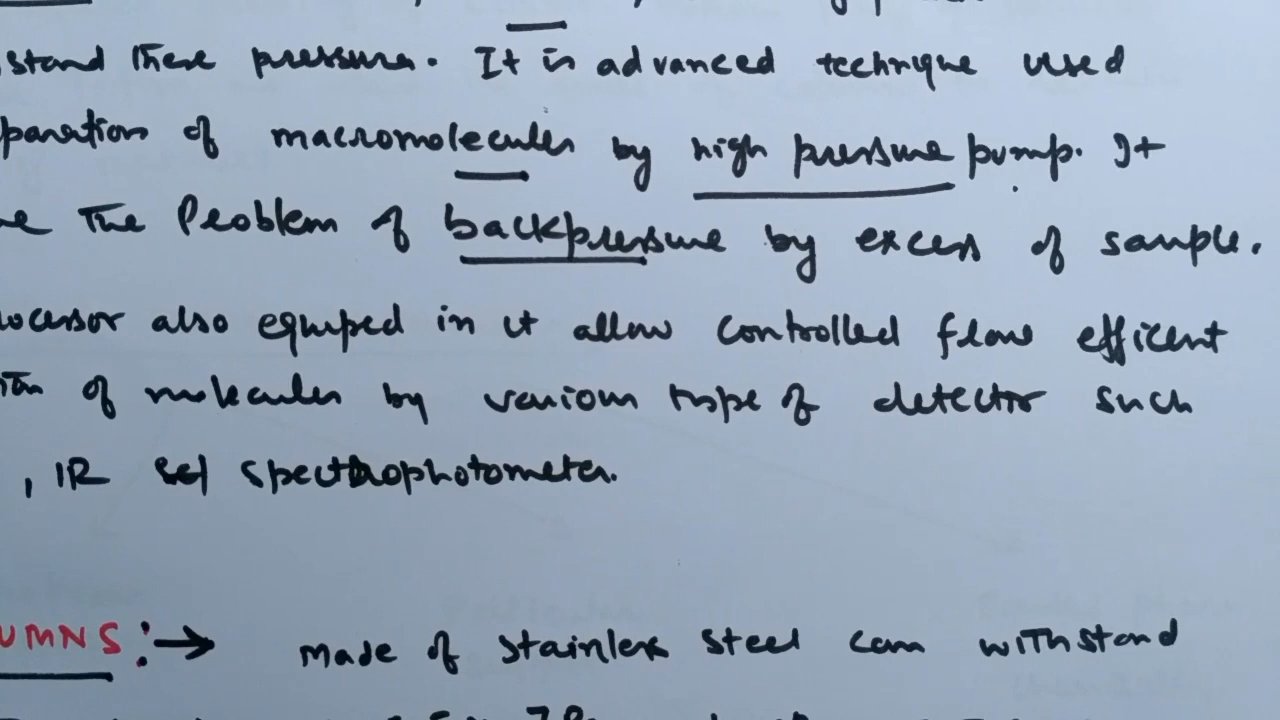 stand these pressure. It is advanced technique used
paration of macromolecules by high pressure pump. It
the Problem of backpressure by excess of sample.
ocessor also equiped in it allow controlled flow efficent
of molecules by various type of detector such
, IR spectrophotometer.
UMNS :→ made of stainless steel can withstand